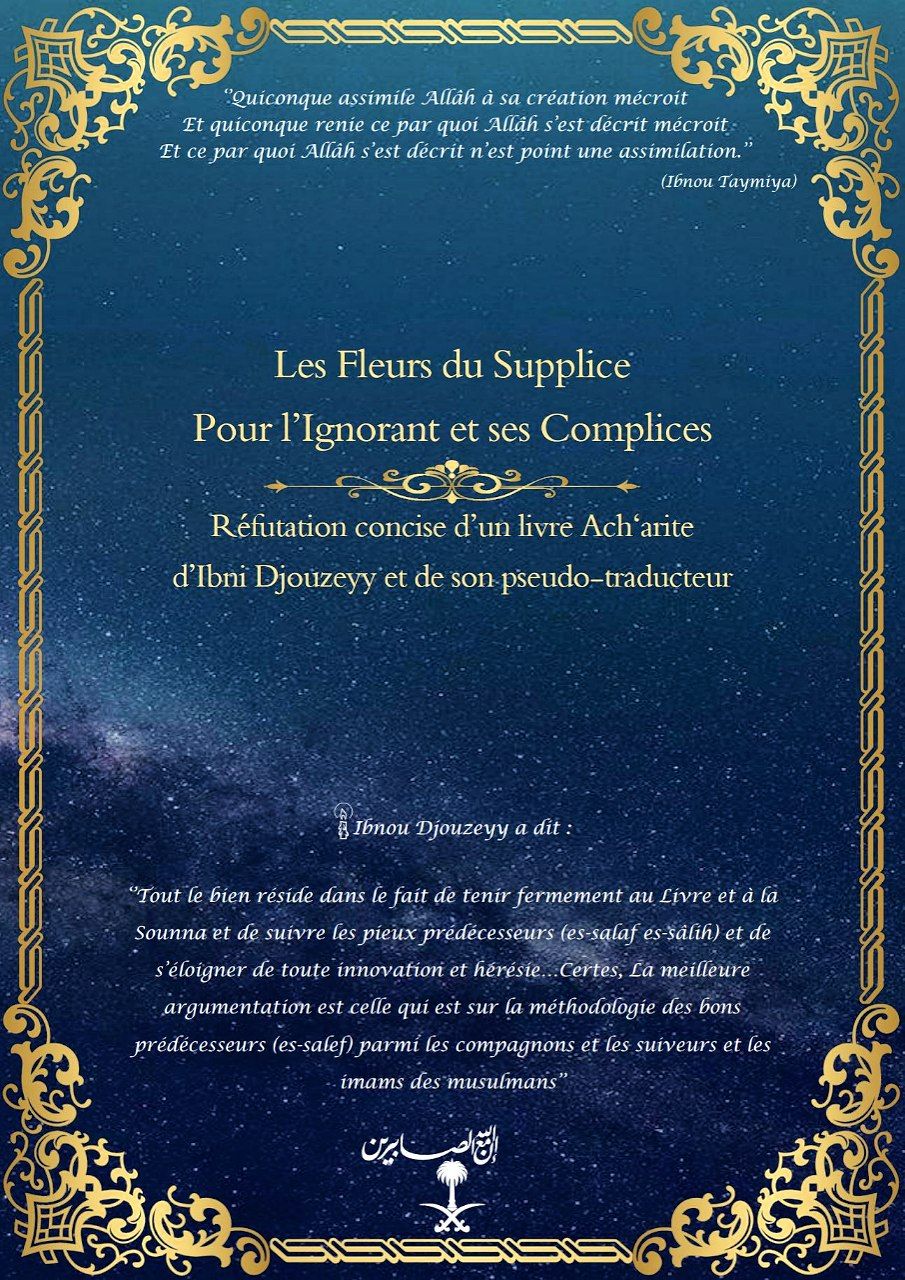 “Quiconque assimile Allâh à sa création mécroit
Et quiconque renie ce par quoi Allâh s’est décrit mécroit
Et ce par quoi Allâh s’est décrit n’est point une assimilation.”
(Ibnou Taymiya)
Les Fleurs du Supplice
Pour l’Ignorant et ses Complices
Réfutation concise d’un livre Ach‘arite
d’Ibni Djouzeyy et de son pseudo-traducteur
Ibnou Djouzeyy a dit :
“Tout le bien réside dans le fait de tenir fermement au Livre et à la
Sounna et de suivre les pieux prédécesseurs (es-salaf es-sâlih) et de
s’éloigner de toute innovation et hérésie...Certes, La meilleure
argumentation est celle qui est sur la méthodologie des bons
prédécesseurs (es-salef) parmi les compagnons et les suiveurs et les
imams des musulmans”
إن الله مع الصابرين